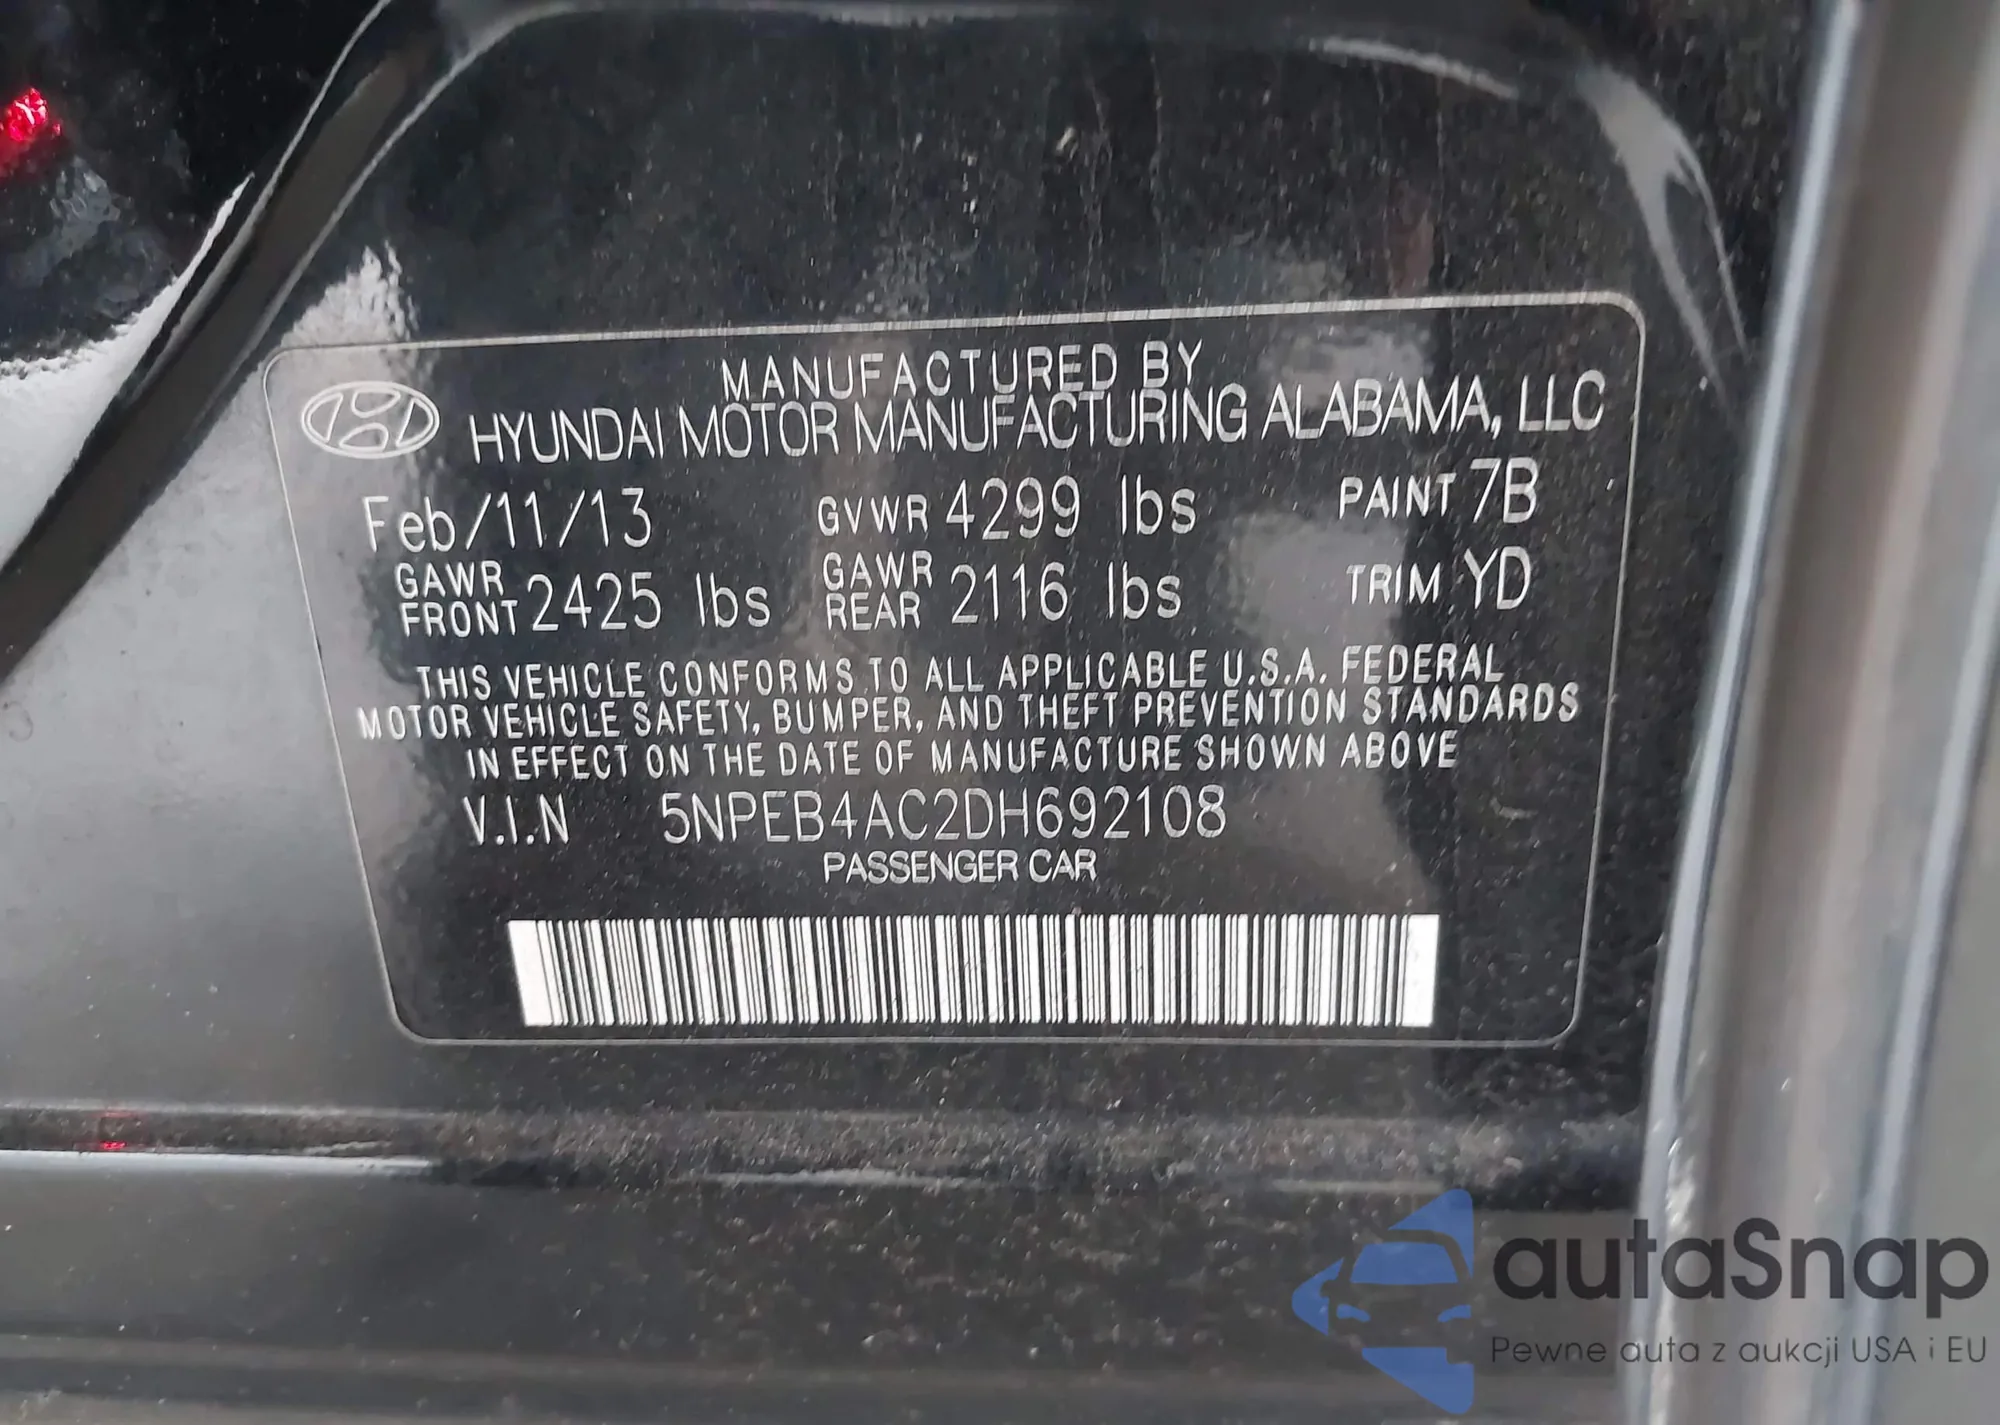 MANUFACTURED BY
HYUNDAI MOTOR MANUFACTURING ALABAMA, LLC
Feb/11/13 GVWR 4299 lbs PAINT 7B
GAWR FRONT 2425 lbs GAWR REAR 2116 lbs TRIM YD
THIS VEHICLE CONFORMS TO ALL APPLICABLE U.S.A. FEDERAL
MOTOR VEHICLE SAFETY, BUMPER, AND THEFT PREVENTION STANDARDS
IN EFFECT ON THE DATE OF MANUFACTURE SHOWN ABOVE
V.I.N 5NPEB4AC2DH692108
PASSENGER CAR
autaSnap
Pewne auta z aukcji USA i EU